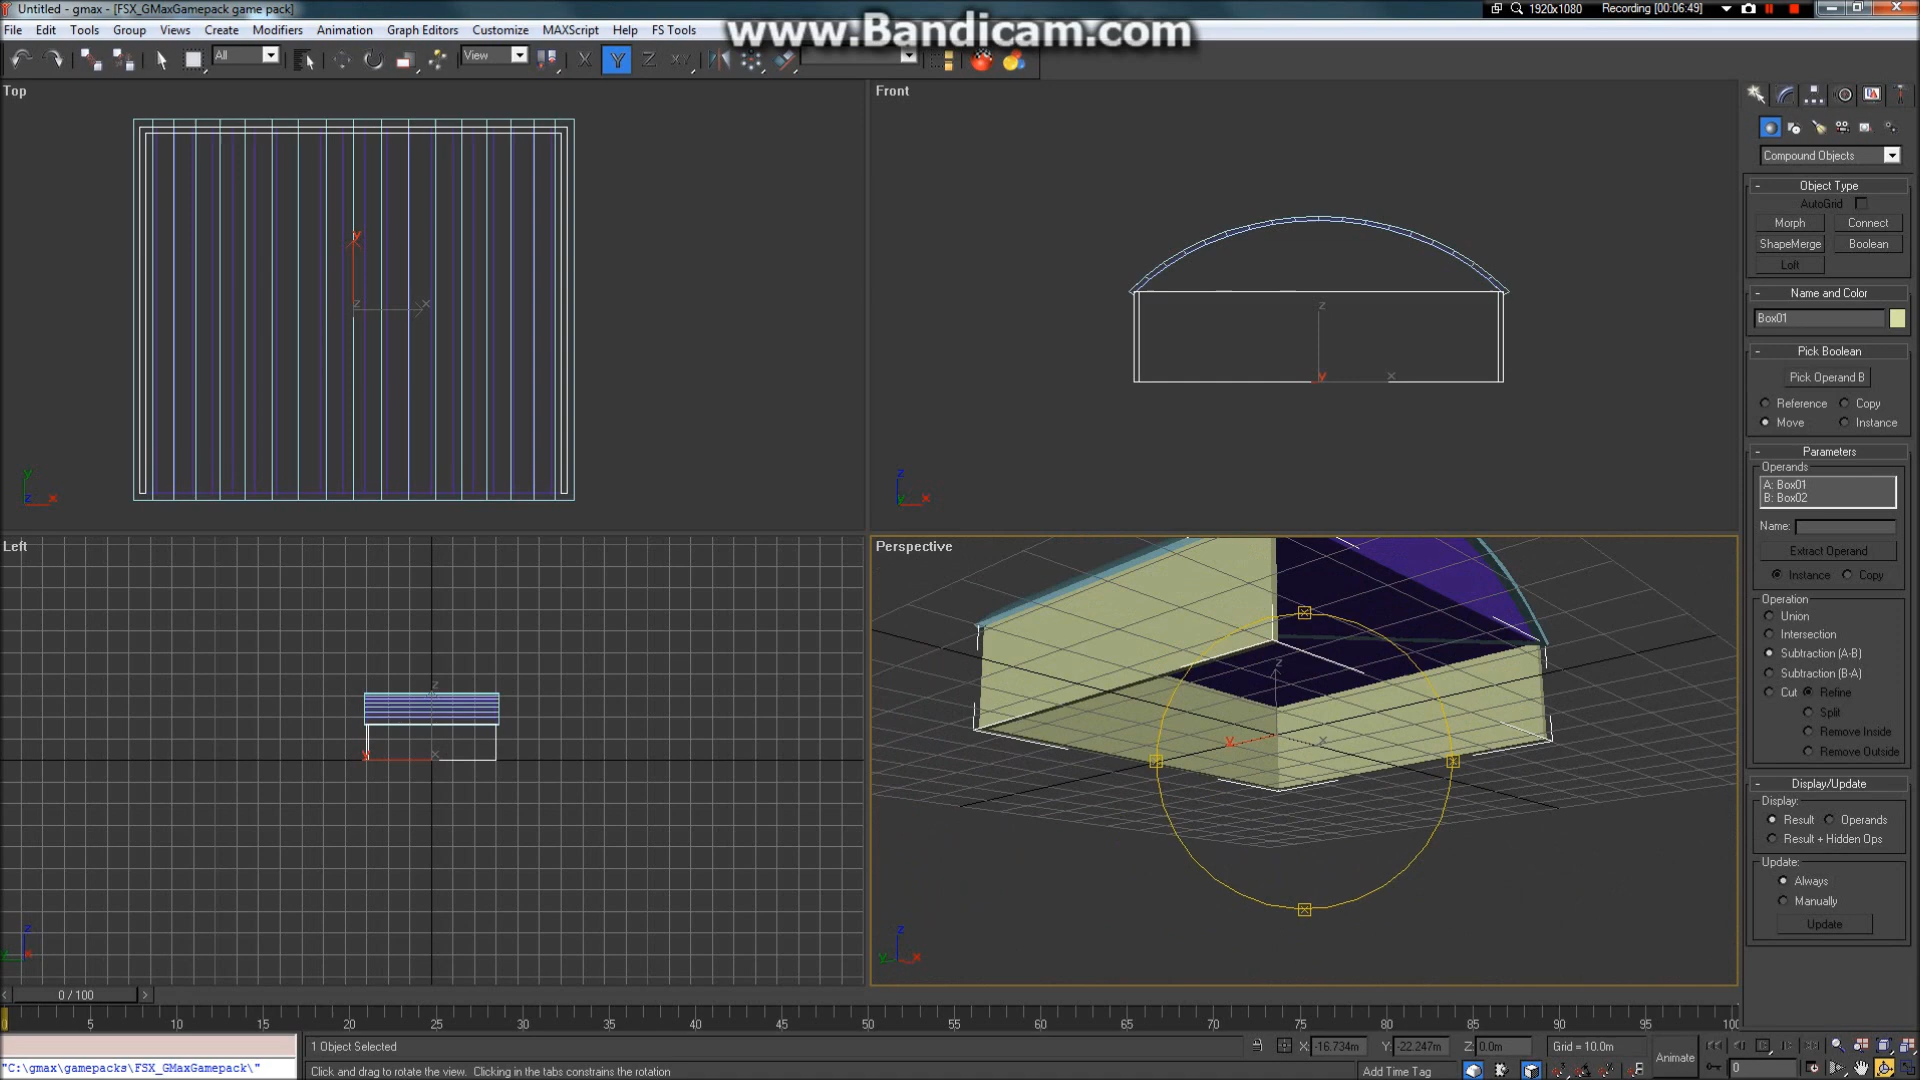 Untitled - gmax - [FSX_GMaxGamepack game pack]
1920x1080 Recording [00:06:49]
www.Bandicam.com
File Edit Tools Group Views Create Modifiers Animation Graph Editors Customize MAXScript Help FS Tools
All View X Y Z XY
Top
Front
Compound Objects
- Object Type
AutoGrid
Morph Connect
ShapeMerge Boolean
Loft
- Name and Color
Box01
- Pick Boolean
Pick Operand B
Reference Copy
Move Instance
- Parameters
Operands
A: Box01
B: Box02
Name:
Extract Operand
Instance Copy
Operation
Union
Intersection
Subtraction (A-B)
Subtraction (B-A)
Cut Refine
Split
Remove Inside
Remove Outside
- Display/Update
Display:
Result Operands
Result + Hidden Ops
Update:
Always
Manually
Update
Left
Perspective
0 / 100
5 10 15 20 25 30 35 40 45 50 55 60 65 70 75 80 85 90 95 100
1 Object Selected X: -16.734m Y: -22.247m Z: 0.0m Grid = 10.0m
Animate 0
"C:\gmax\gamepacks\FSX_GMaxGamepack\"
Click and drag to rotate the view. Clicking in the tabs constrains the rotation
Add Time Tag